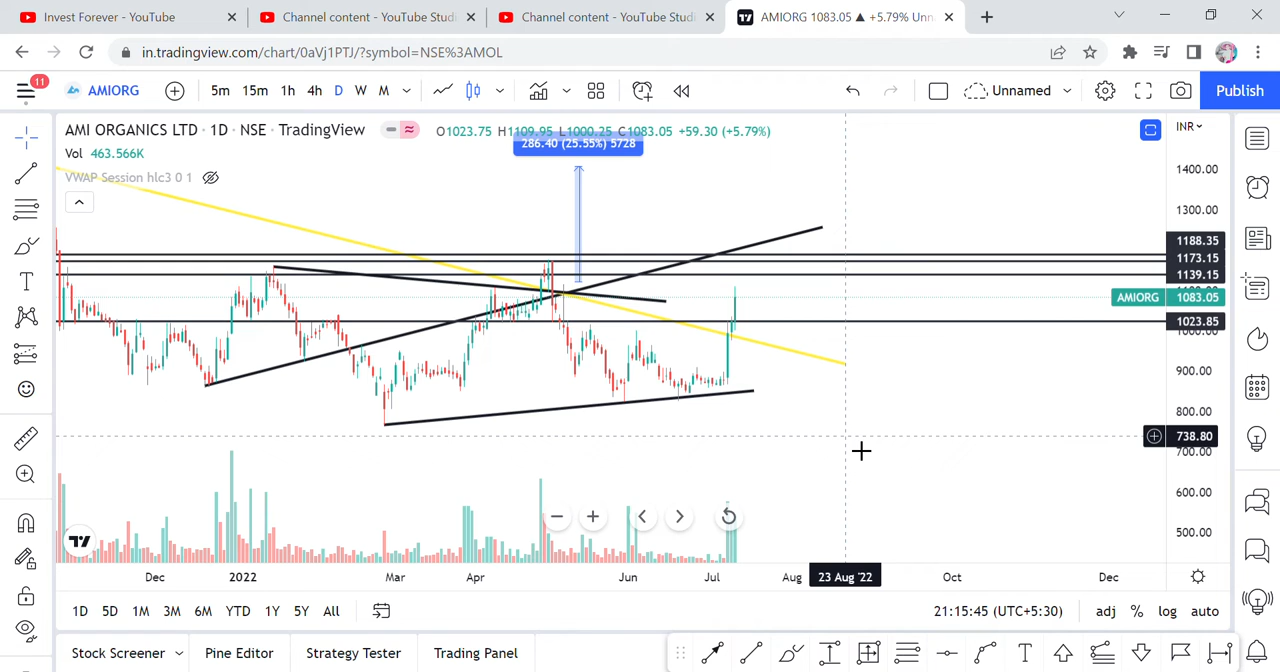 Invest Forever - YouTube
Channel content - YouTube Studi
Channel content - YouTube Studi
AMIORG 1083.05 ▲ +5.79% Unn
in.tradingview.com/chart/0aVj1PTJ/?symbol=NSE%3AMOL
11
AMIORG
5m 15m 1h 4h D W M
Unnamed
Publish
AMI ORGANICS LTD · 1D · NSE · TradingView
O1023.75 H1109.95 L1000.25 C1083.05 +59.30 (+5.79%)
INR
Vol 463.566K
286.40 (25.55%) 5728
VWAP Session hlc3 0 1
1400.00
1300.00
1188.35
1173.15
1139.15
AMIORG 1083.05
1023.85
1000.00
900.00
800.00
738.80
700.00
600.00
500.00
Dec 2022 Mar Apr Jun Jul Aug 23 Aug '22 Oct Dec
1D 5D 1M 3M 6M YTD 1Y 5Y All
21:15:45 (UTC+5:30)
adj % log auto
Stock Screener
Pine Editor
Strategy Tester
Trading Panel